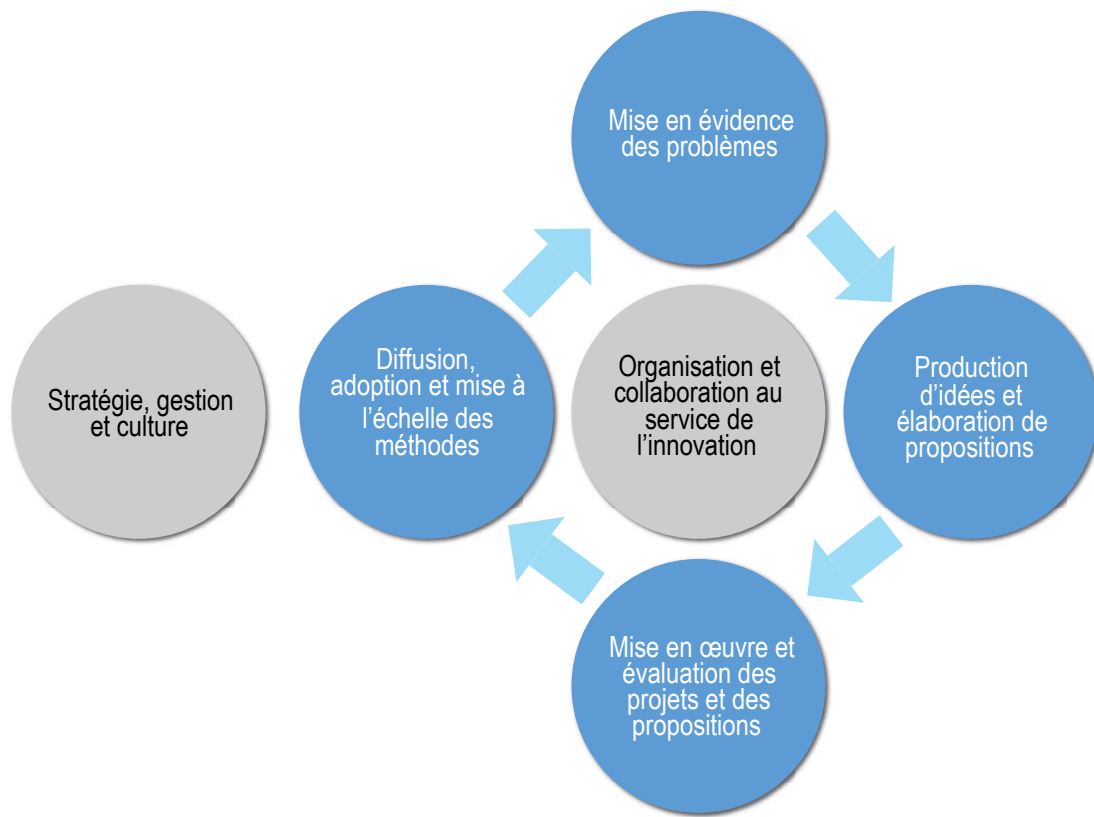 Mise en évidence
des problèmes
Stratégie, gestion
et culture
Diffusion,
adoption et mise à
l’échelle des
méthodes
Organisation et
collaboration au
service de
l’innovation
Production
d’idées et
élaboration de
propositions
Mise en œuvre et
évaluation des
projets et des
propositions